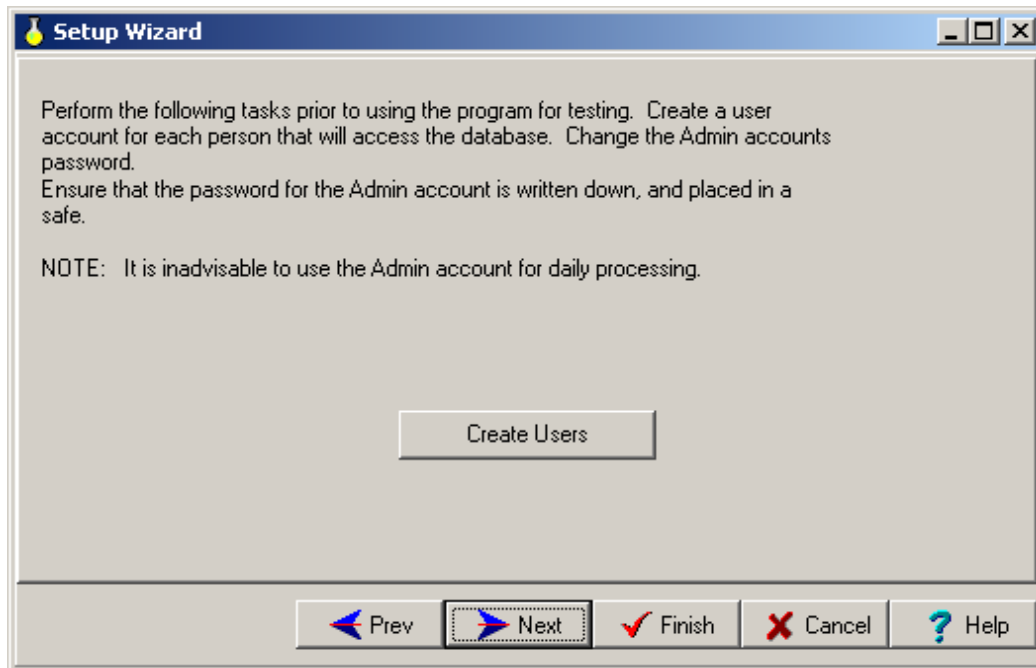 Setup Wizard
Perform the following tasks prior to using the program for testing.  Create a user
account for each person that will access the database.  Change the Admin accounts
password.
Ensure that the password for the Admin account is written down, and placed in a
safe.
NOTE:   It is inadvisable to use the Admin account for daily processing.
Create Users
Prev Next Finish Cancel Help